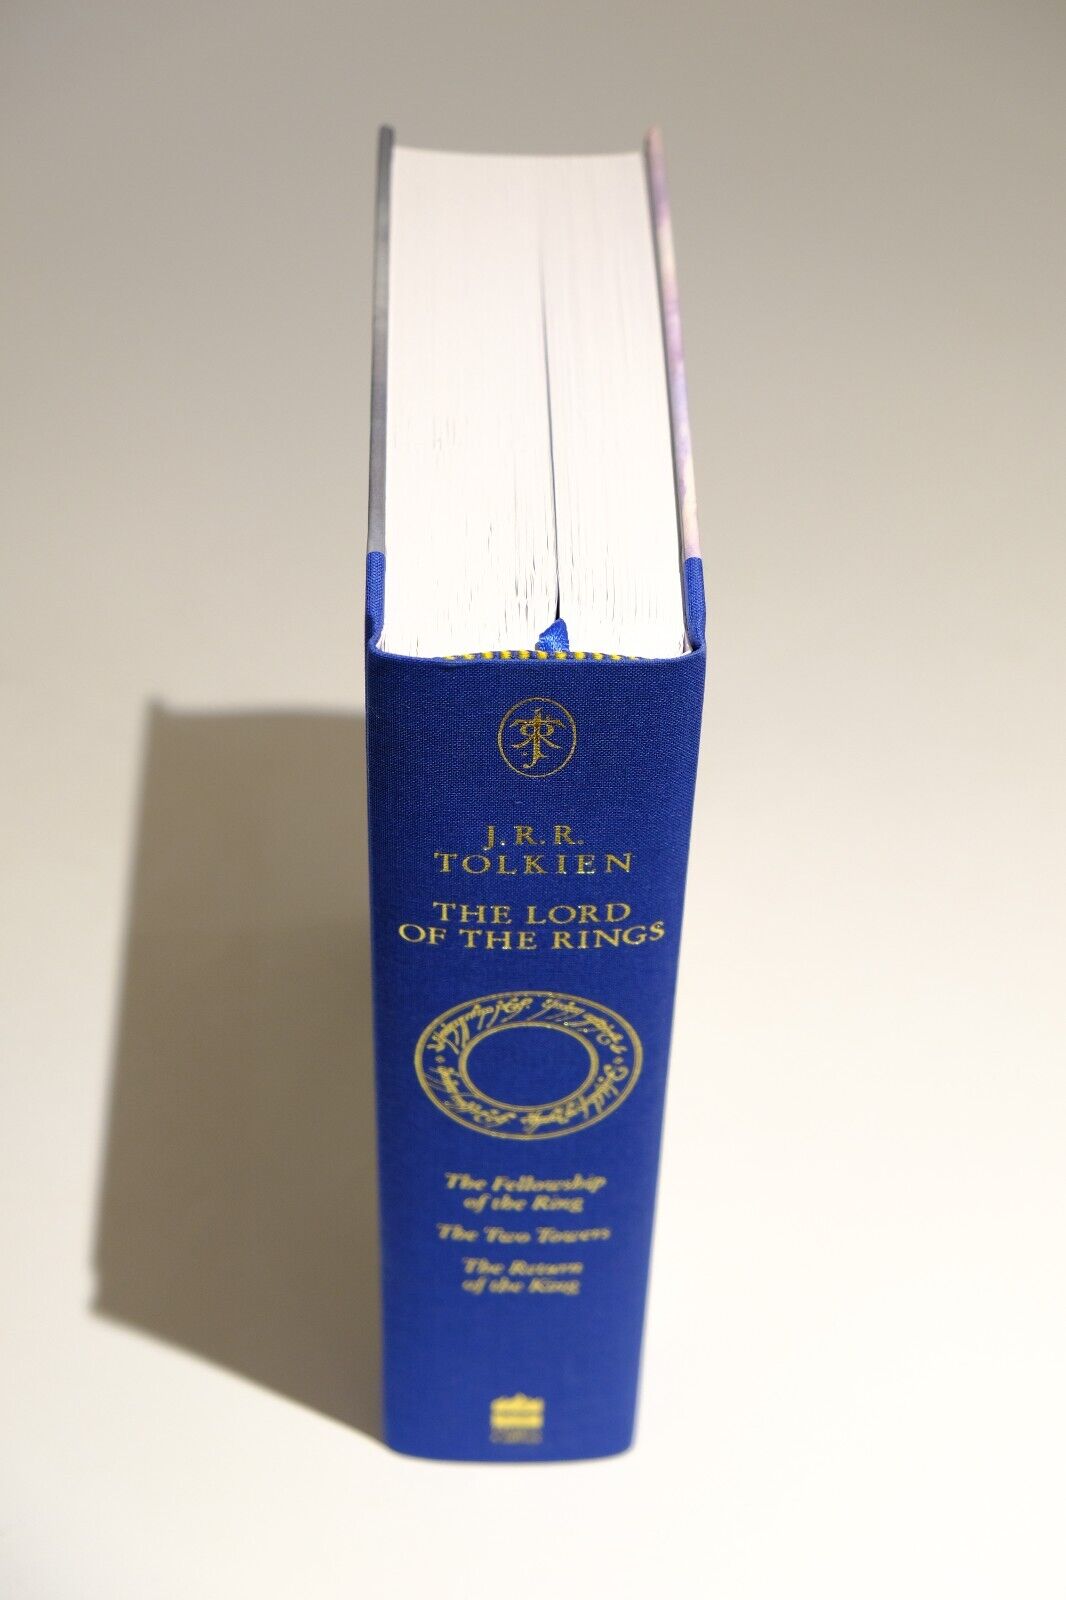 J.R.R.
TOLKIEN
THE LORD
OF THE RINGS
The Fellowship
of the Ring
The Two Towers
The Return
of the King